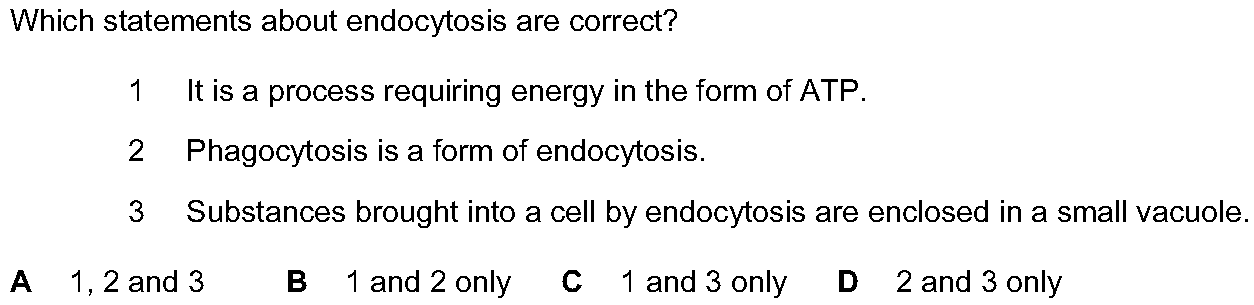 Which statements about endocytosis are correct?
1 It is a process requiring energy in the form of ATP.
2 Phagocytosis is a form of endocytosis.
3 Substances brought into a cell by endocytosis are enclosed in a small vacuole.
A 1, 2 and 3 B 1 and 2 only C 1 and 3 only D 2 and 3 only